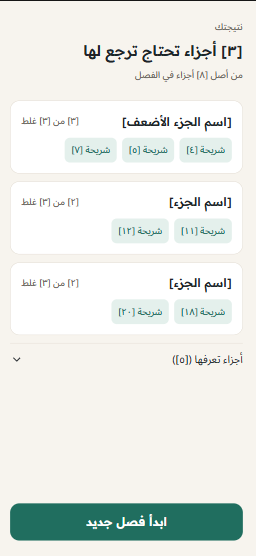 نتيجتك
[٣] أجزاء تحتاج ترجع لها
من أصل [٨] أجزاء في الفصل
[اسم الجزء الأضعف]
[٣] من [٣] غلط
شريحة [٤]
شريحة [٥]
شريحة [٧]
[اسم الجزء]
[٢] من [٣] غلط
شريحة [١١]
شريحة [١٢]
[اسم الجزء]
[٢] من [٣] غلط
شريحة [١٨]
شريحة [٢٠]
أجزاء تعرفها ([٥])
ابدأ فصل جديد